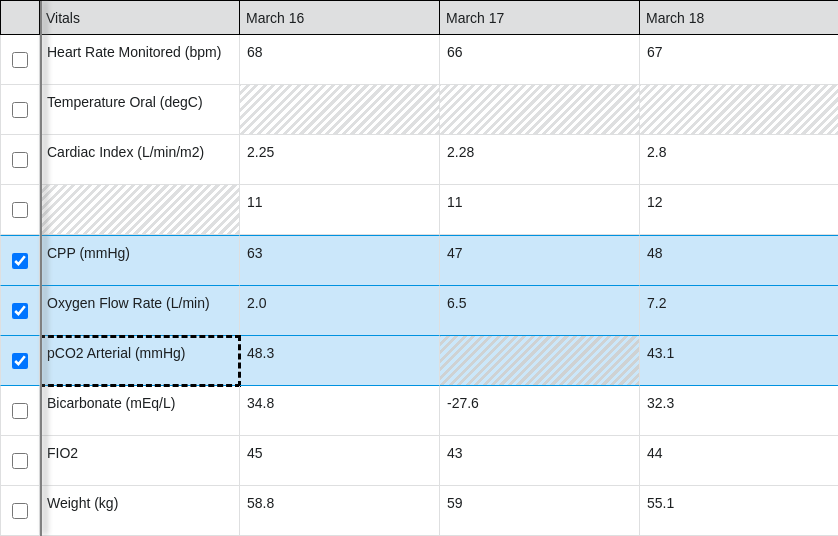 Vitals March 16 March 17 March 18
Heart Rate Monitored (bpm) 68 66 67
Temperature Oral (degC)
Cardiac Index (L/min/m2) 2.25 2.28 2.8
11 11 12
CPP (mmHg) 63 47 48
Oxygen Flow Rate (L/min) 2.0 6.5 7.2
pCO2 Arterial (mmHg) 48.3 43.1
Bicarbonate (mEq/L) 34.8 -27.6 32.3
FIO2 45 43 44
Weight (kg) 58.8 59 55.1